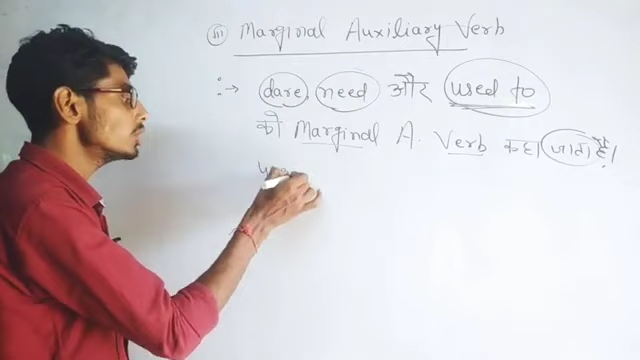 (iii) Marginal Auxiliary Verb
:→ dare, need और used to
को Marginal A. Verb कहा जाता है।